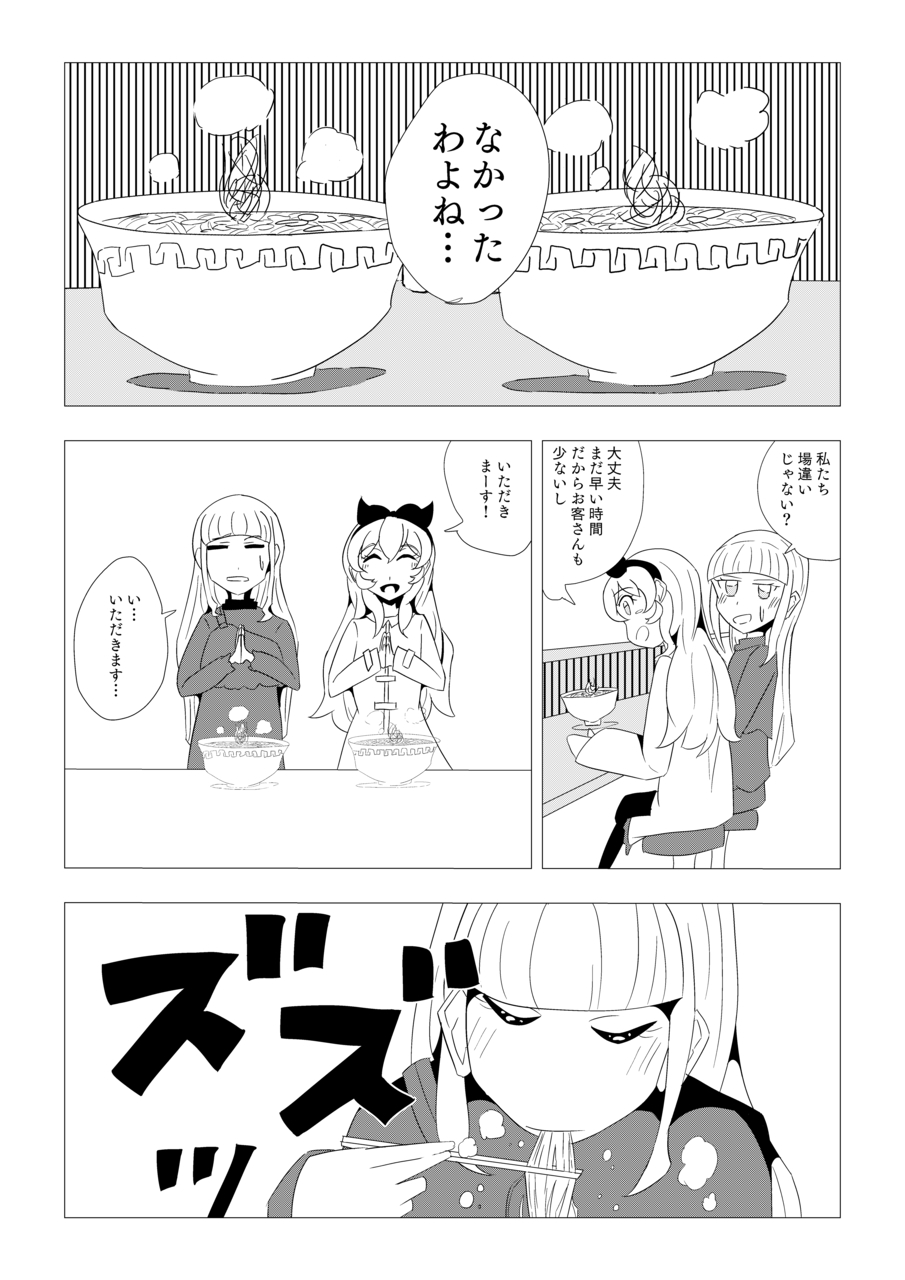 なかった
わよね…
私たち
場違い
じゃない？
大丈夫
まだ早い時間
だからお客さんも
少ないし
いただき
まーす！
い…
いただきます…
ズズッ